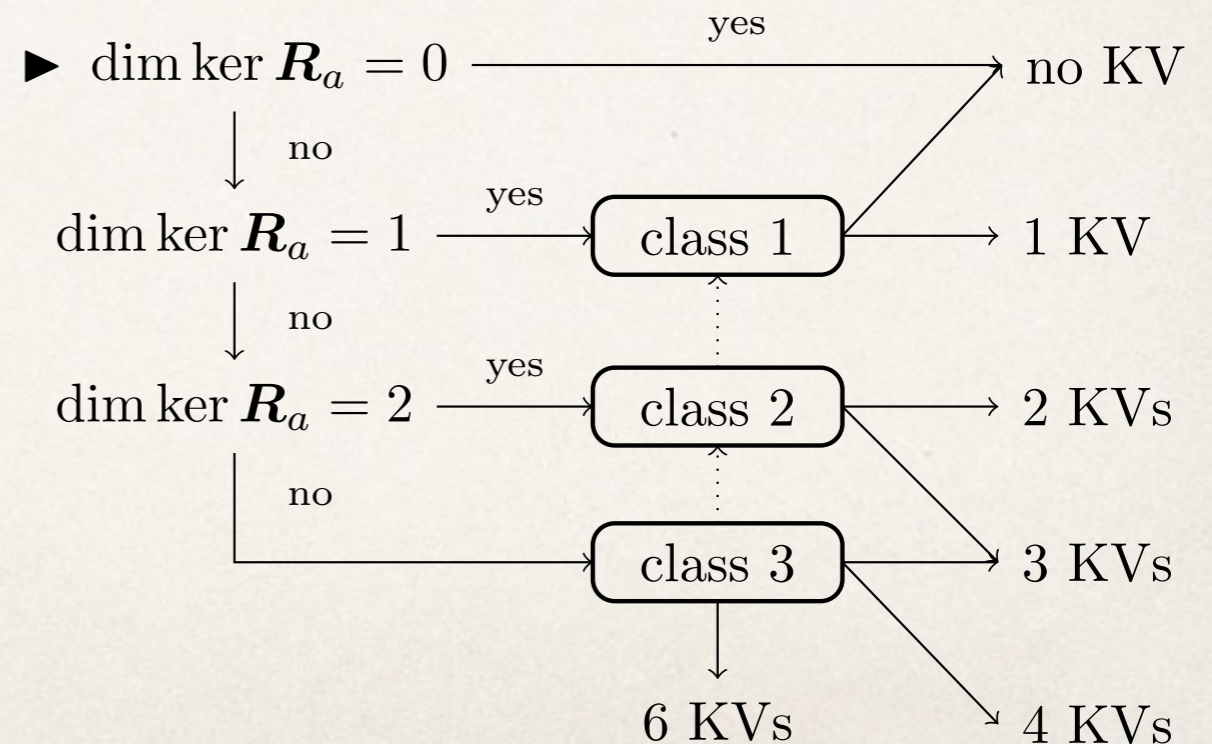 yes
▶ dim ker R_a = 0 no KV
no
yes
dim ker R_a = 1 class 1 1 KV
no
yes
dim ker R_a = 2 class 2 2 KVs
no
class 3 3 KVs
6 KVs 4 KVs